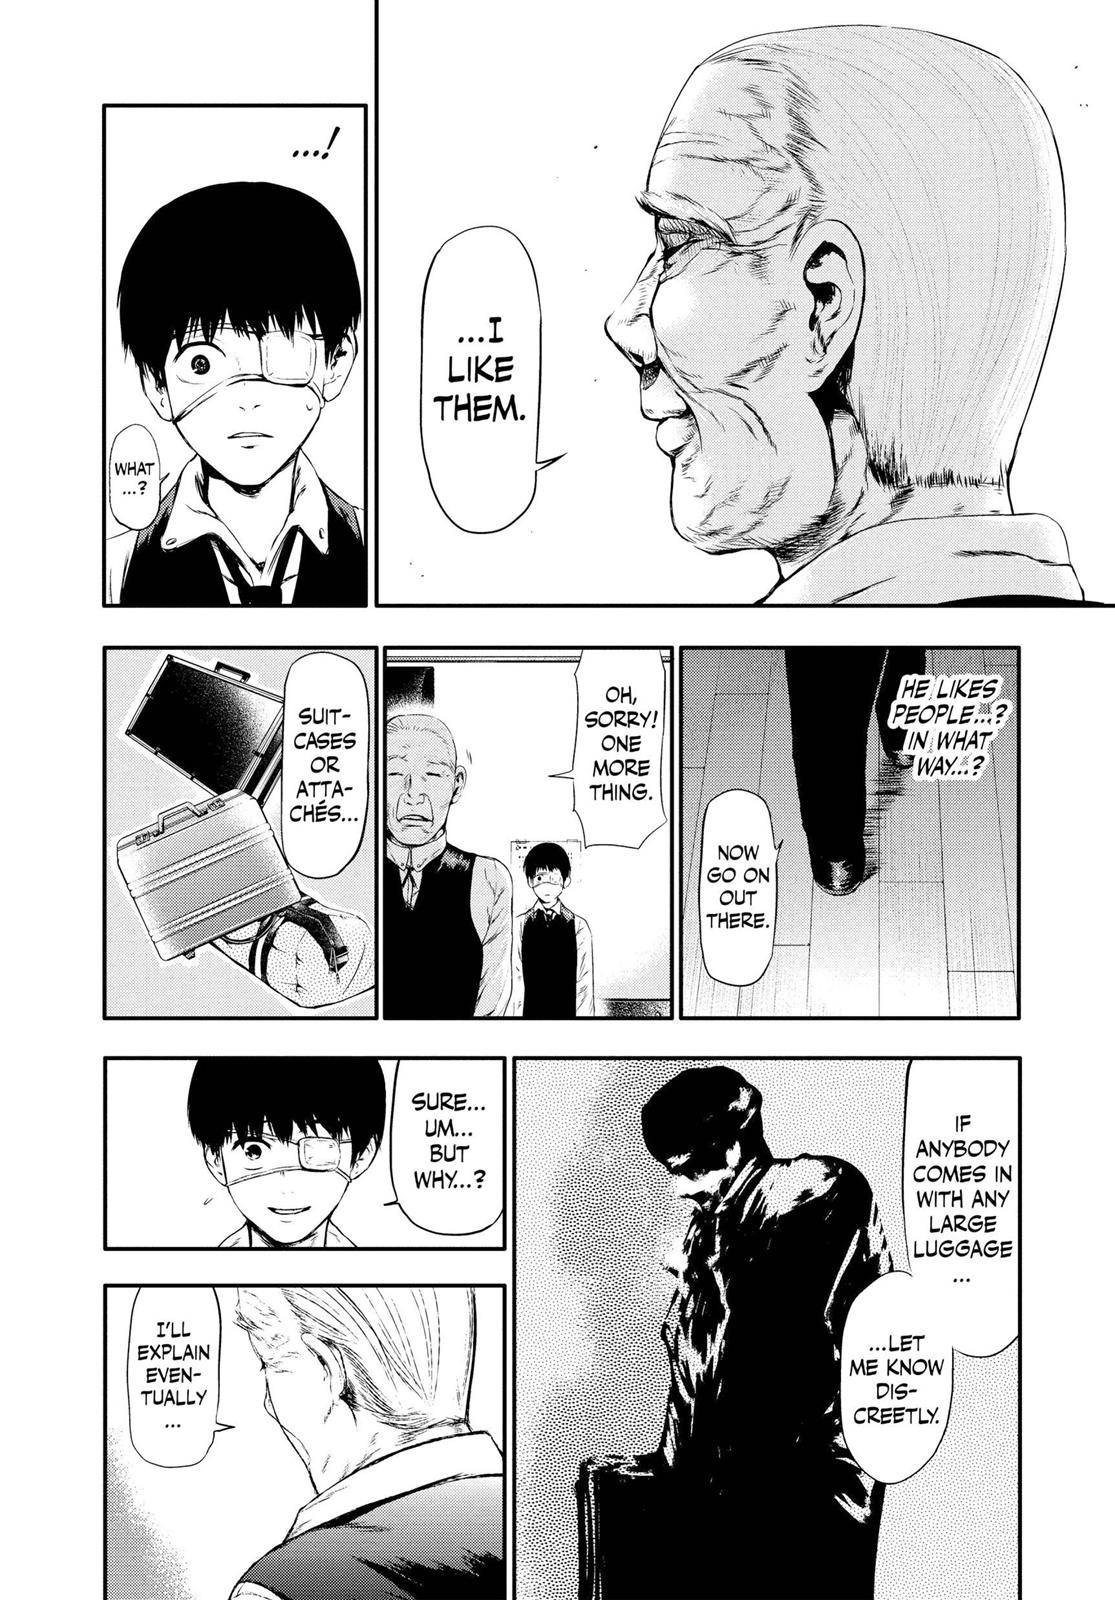 ...I
LIKE
THEM.
...!
WHAT
...?
HE LIKES
PEOPLE...?
IN WHAT
WAY...?
NOW
GO ON
OUT
THERE.
OH,
SORRY!
ONE
MORE
THING.
SUIT-
CASES
OR
ATTA-
CHÉS...
IF
ANYBODY
COMES IN
WITH ANY
LARGE
LUGGAGE
...
...LET
ME KNOW
DIS-
CREETLY.
SURE...
UM...
BUT
WHY...?
I'LL
EXPLAIN
EVEN-
TUALLY
...